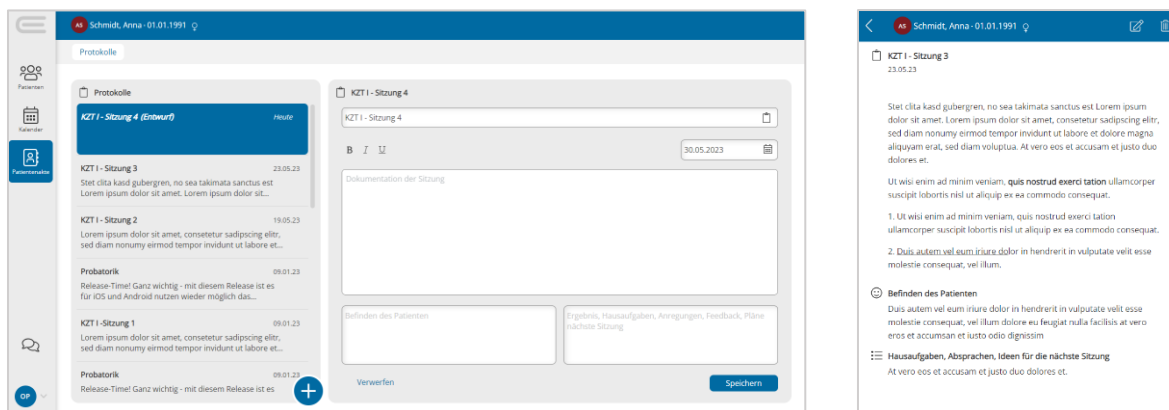 AS Schmidt, Anna - 01.01.1991
Protokolle
Patienten
Kalender
Patientenakte
OP
Protokolle
KZT I - Sitzung 4 (Entwurf) Heute
KZT I - Sitzung 3 23.05.23
Stet clita kasd gubergren, no sea takimata sanctus est
Lorem ipsum dolor sit amet. Lorem ipsum dolor sit...
KZT I - Sitzung 2 19.05.23
Lorem ipsum dolor sit amet, consetetur sadipscing elitr,
sed diam nonumy eirmod tempor invidunt ut labore et...
Probatorik 09.01.23
Release-Time! Ganz wichtig - mit diesem Release ist es
für iOS und Android nutzen wieder möglich das...
KZT I -Sitzung 1 09.01.23
Lorem ipsum dolor sit amet, consetetur sadipscing elitr,
sed diam nonumy eirmod tempor invidunt ut labore et...
Probatorik 09.01.23
Release-Time! Ganz wichtig - mit diesem Release ist es
KZT I - Sitzung 4
KZT I - Sitzung 4
B I U 30.05.2023
Dokumentation der Sitzung
Befinden des Patienten
Ergebnis, Hausaufgaben, Anregungen, Feedback, Pläne
nächste Sitzung
Verwerfen Speichern
AS Schmidt, Anna - 01.01.1991
KZT I - Sitzung 3
23.05.23
Stet clita kasd gubergren, no sea takimata sanctus est Lorem ipsum
dolor sit amet. Lorem ipsum dolor sit amet, consetetur sadipscing elitr,
sed diam nonumy eirmod tempor invidunt ut labore et dolore magna
aliquyam erat, sed diam voluptua. At vero eos et accusam et justo duo
dolores et.
Ut wisi enim ad minim veniam, quis nostrud exerci tation ullamcorper
suscipit lobortis nisl ut aliquip ex ea commodo consequat.
1. Ut wisi enim ad minim veniam, quis nostrud exerci tation
ullamcorper suscipit lobortis nisl ut aliquip ex ea commodo consequat.
2. Duis autem vel eum iriure dolor in hendrerit in vulputate velit esse
molestie consequat, vel illum.
Befinden des Patienten
Duis autem vel eum iriure dolor in hendrerit in vulputate velit esse
molestie consequat, vel illum dolore eu feugiat nulla facilisis at vero
eros et accumsan et iusto odio dignissim
Hausaufgaben, Absprachen, Ideen für die nächste Sitzung
At vero eos et accusam et justo duo dolores et.